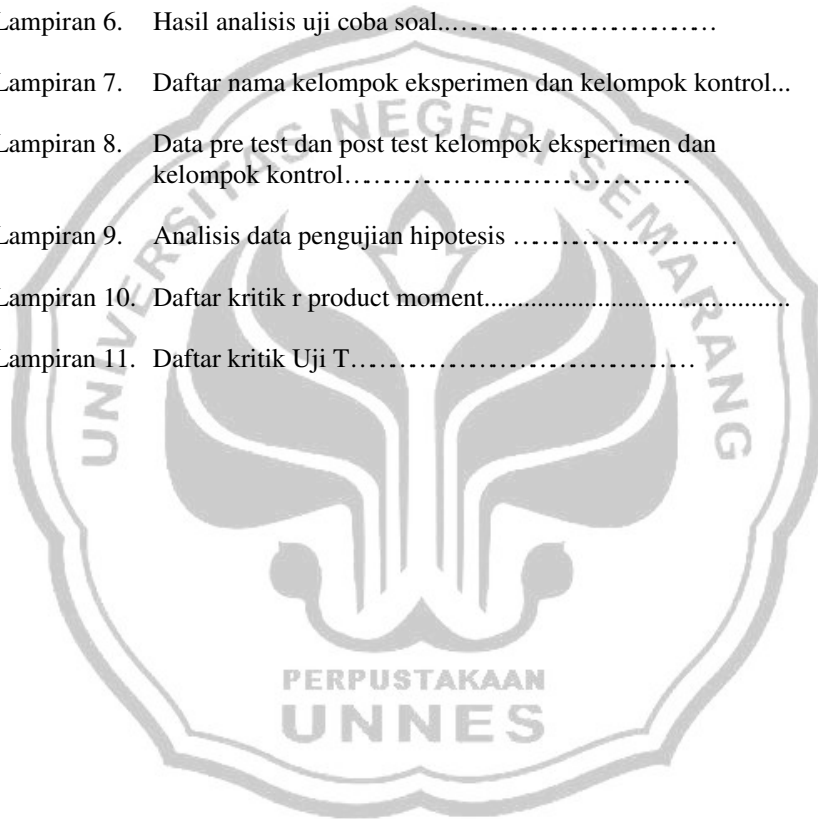 Lampiran 6. Hasil analisis uji coba soal..……………………………
Lampiran 7. Daftar nama kelompok eksperimen dan kelompok kontrol...
Lampiran 8. Data pre test dan post test kelompok eksperimen dan
kelompok kontrol……………………………………
Lampiran 9. Analisis data pengujian hipotesis ………………………
Lampiran 10. Daftar kritik r product moment...............................................
Lampiran 11. Daftar kritik Uji T……………………………………
UNIVERSITAS NEGERI SEMARANG
PERPUSTAKAAN
UNNES